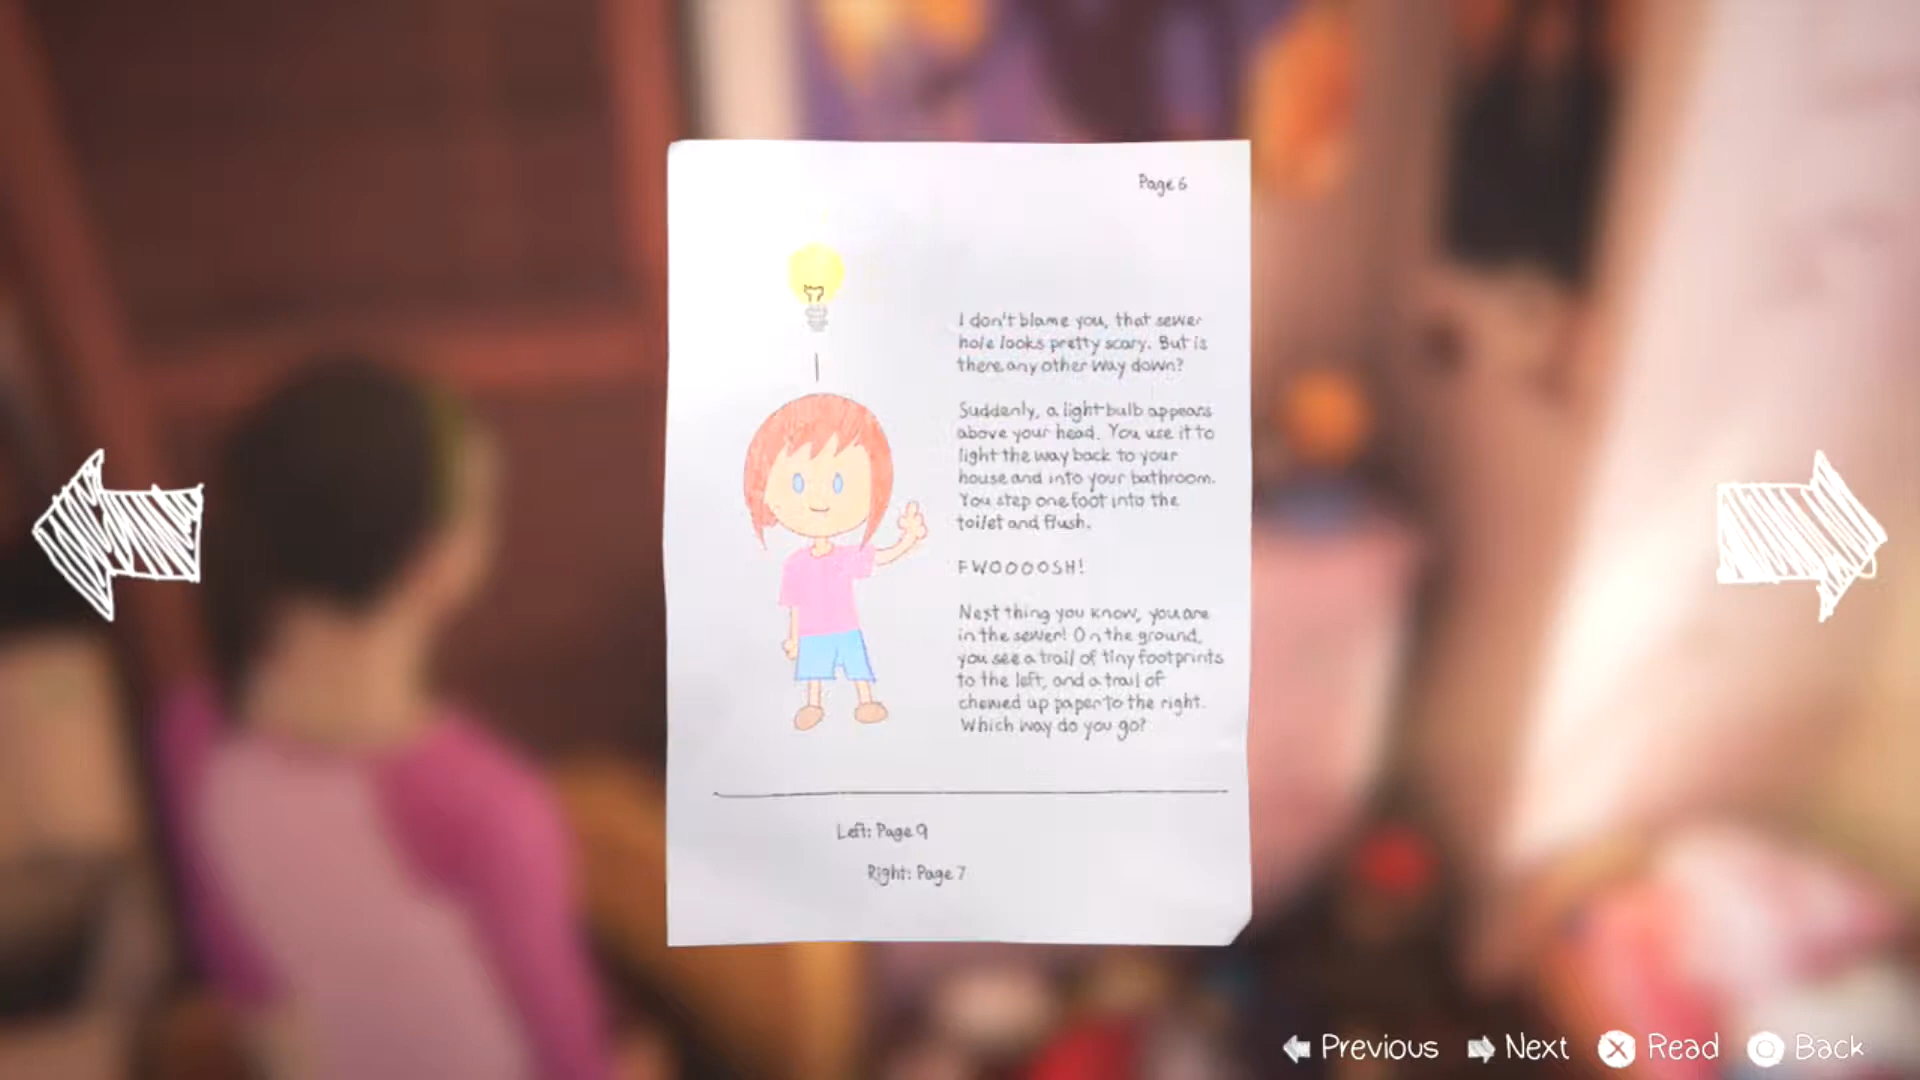 Page 6
I don't blame you, that sewer
hole looks pretty scary. But is
there any other way down?
Suddenly, a light bulb appears
above your head. You use it to
light the way back to your
house and into your bathroom.
You step one foot into the
toilet and flush.
FWOOOOSH!
Next thing you know, you are
in the sewer! On the ground,
you see a trail of tiny footprints
to the left, and a trail of
chewed up paper to the right.
Which way do you go?
Left: Page 9
Right: Page 7
Previous Next Read Back